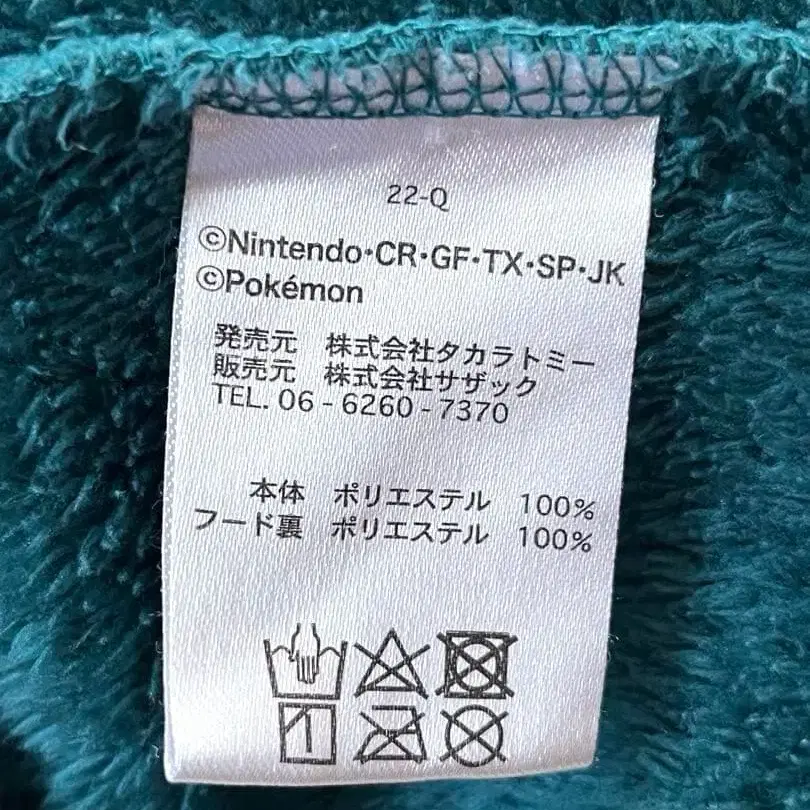 22-Q
©Nintendo・CR・GF・TX・SP・JK
©Pokémon
発売元 株式会社タカラトミー
販売元 株式会社サザック
TEL. 06-6260-7370
本体 ポリエステル 100%
フード裏 ポリエステル 100%